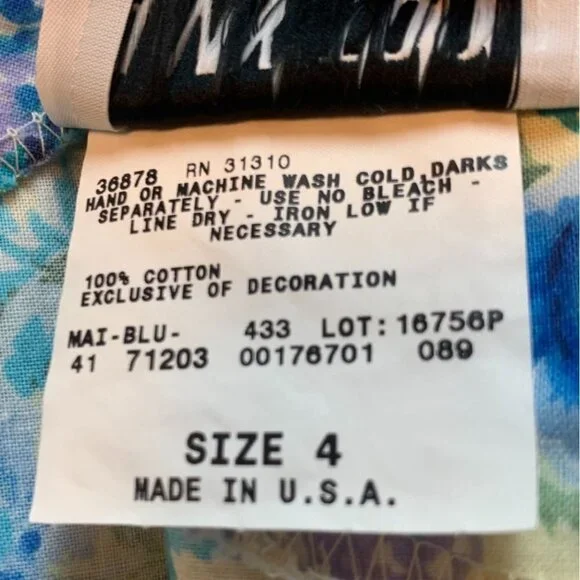 36878 RN 31310
HAND OR MACHINE WASH COLD,DARKS
SEPARATELY - USE NO BLEACH -
LINE DRY - IRON LOW IF
NECESSARY
100% COTTON
EXCLUSIVE OF DECORATION
MAI-BLU- 433 LOT: 16756P
41 71203 00176701 089
SIZE 4
MADE IN U.S.A.